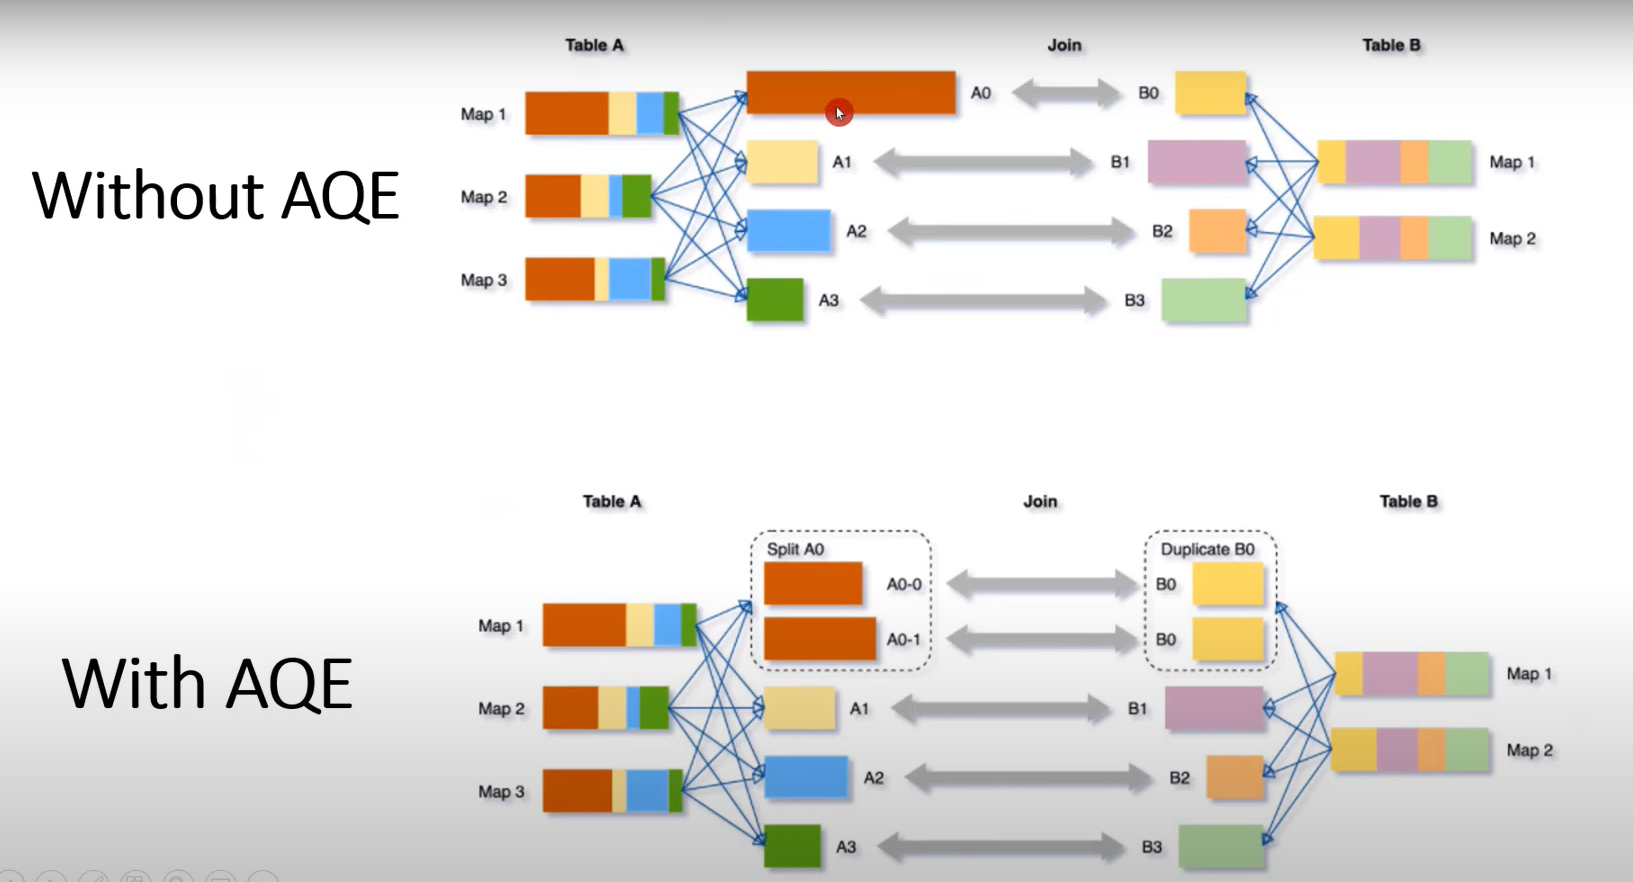 Without AQE
Table A
Join
Table B
Map 1
A0
B0
A1
B1
Map 1
Map 2
A2
B2
Map 2
Map 3
A3
B3
With AQE
Table A
Join
Table B
Split A0
Duplicate B0
A0-0
B0
Map 1
A0-1
B0
Map 1
Map 2
A1
B1
Map 2
A2
B2
Map 3
A3
B3